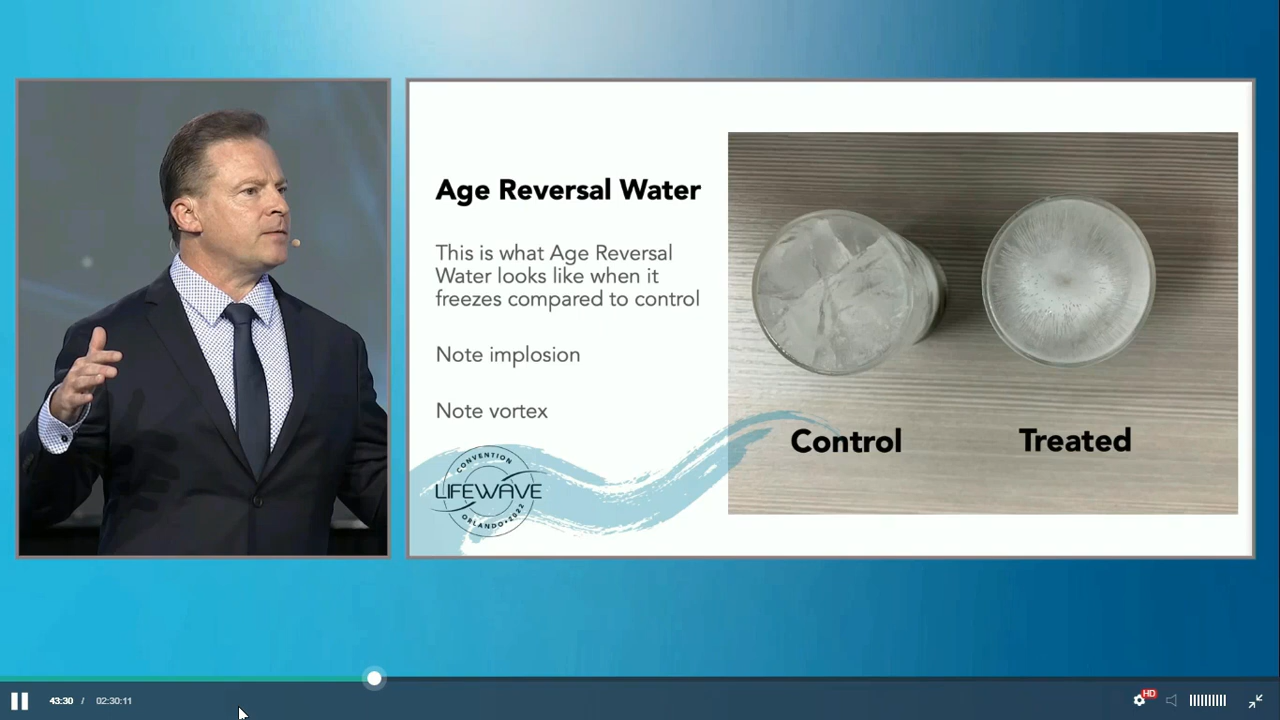 Age Reversal Water
This is what Age Reversal
Water looks like when it
freezes compared to control
Note implosion
Note vortex
CONVENTION
LIFEWAVE
ORLANDO•2022
Control
Treated
43:30 / 02:30:11
HD